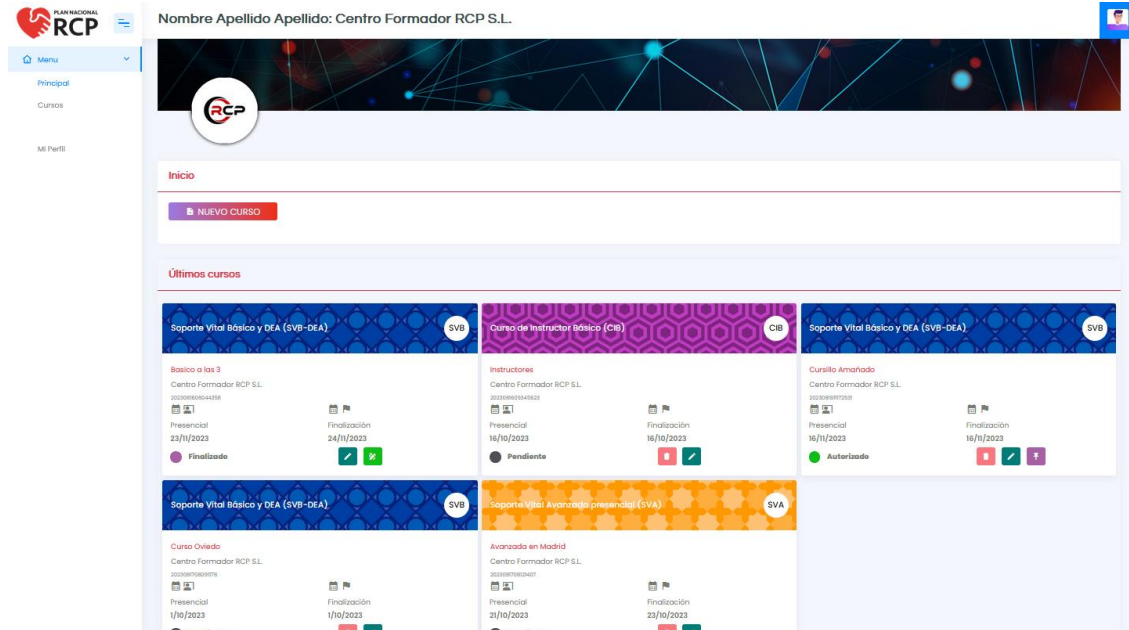 PLAN NACIONAL
RCP
Nombre Apellido Apellido: Centro Formador RCP S.L.
Menu
Principal
Cursos
Mi Perfil
RCP
Inicio
NUEVO CURSO
Últimos cursos
Soporte Vital Básico y DEA (SVB-DEA)
SVB
Basico a las 3
Centro Formador RCP S.L.
Presencial
Finalización
23/11/2023
24/11/2023
Finalizado
Curso de Instructor Básico (CIB)
CIB
Instructores
Centro Formador RCP S.L.
Presencial
Finalización
16/10/2023
16/10/2023
Pendiente
Soporte Vital Básico y DEA (SVB-DEA)
SVB
Cursillo Amañado
Centro Formador RCP S.L.
Presencial
Finalización
16/11/2023
16/11/2023
Autorizado
Soporte Vital Básico y DEA (SVB-DEA)
SVB
Curso Oviedo
Centro Formador RCP S.L.
Presencial
Finalización
1/10/2023
1/10/2023
Soporte Vital Avanzado presencial (SVA)
SVA
Avanzada en Madrid
Centro Formador RCP S.L.
Presencial
Finalización
21/10/2023
23/10/2023